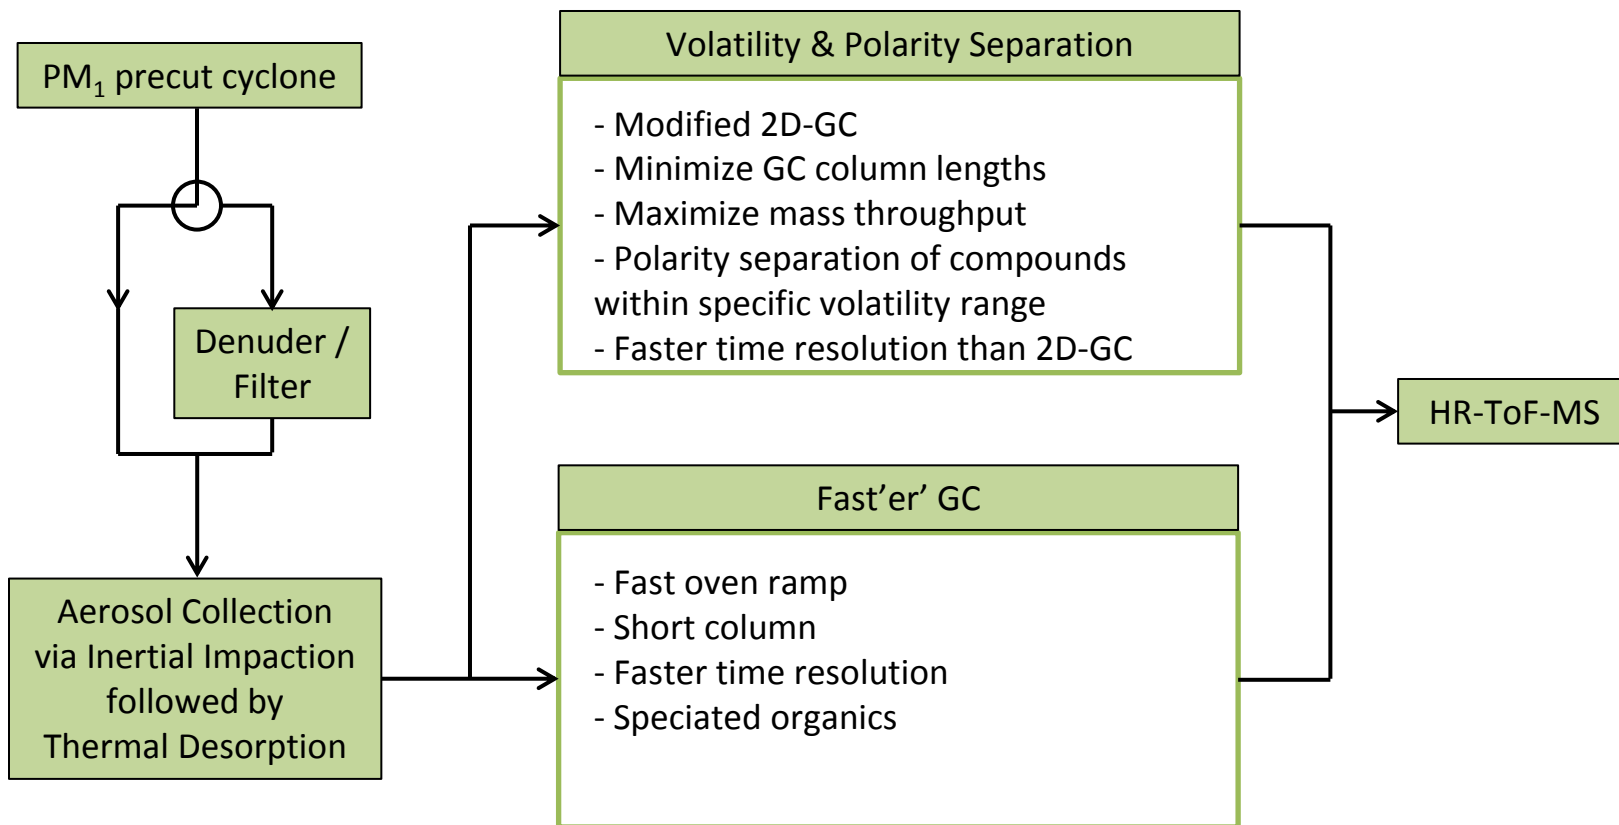 PM₁ precut cyclone
Denuder /
Filter
Aerosol Collection
via Inertial Impaction
followed by
Thermal Desorption
Volatility & Polarity Separation
- Modified 2D-GC
- Minimize GC column lengths
- Maximize mass throughput
- Polarity separation of compounds
within specific volatility range
- Faster time resolution than 2D-GC
Fast’er’ GC
- Fast oven ramp
- Short column
- Faster time resolution
- Speciated organics
HR-ToF-MS